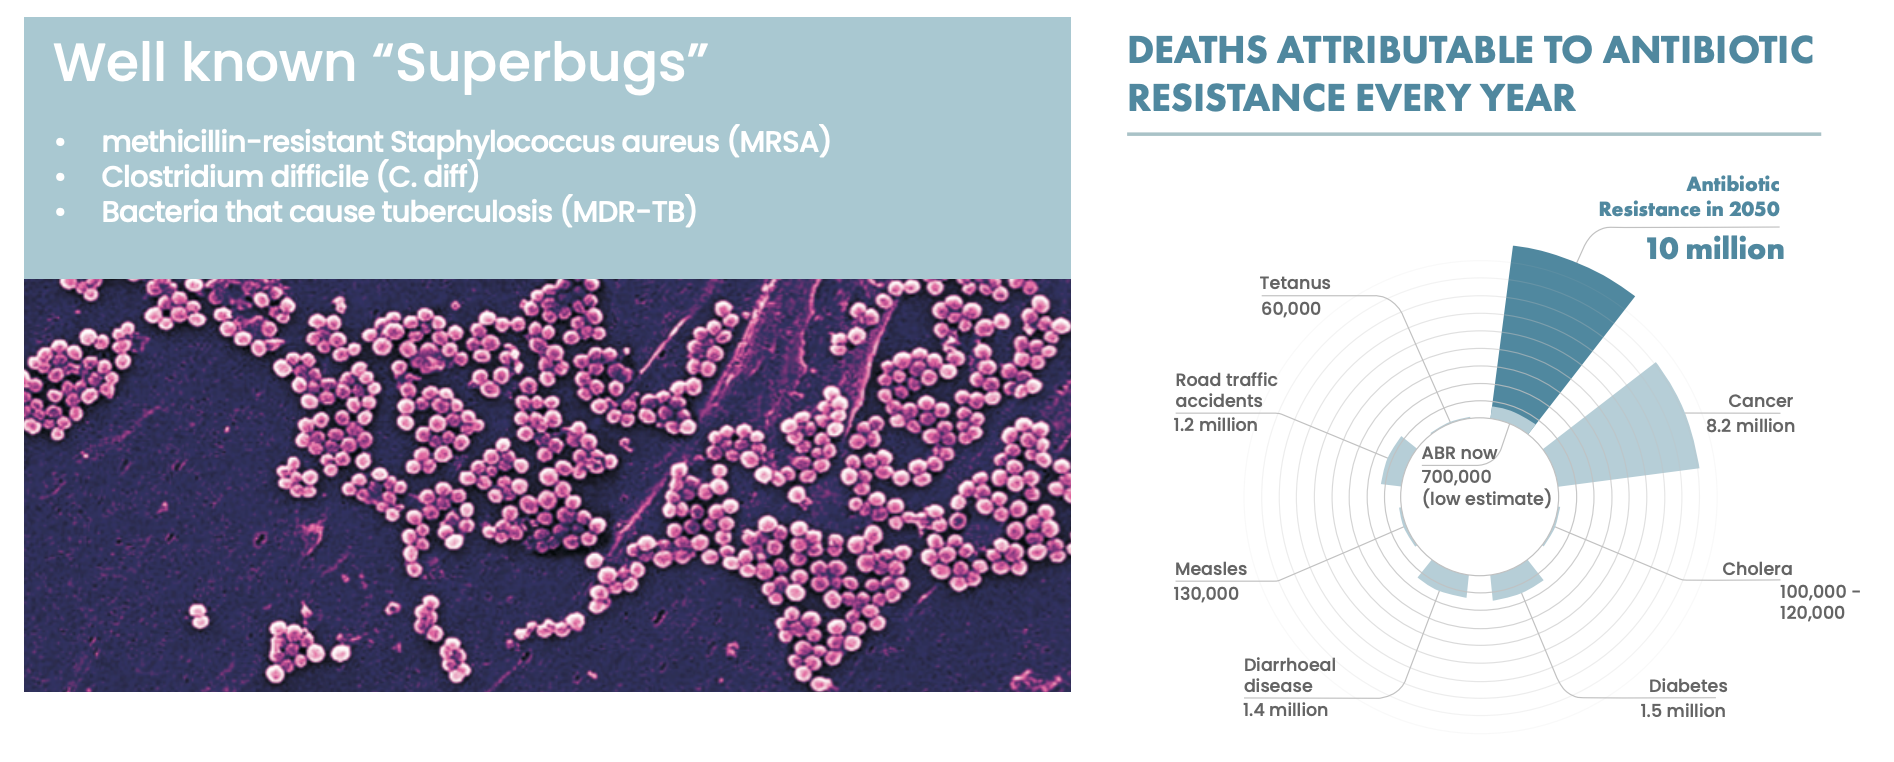 Well known “Superbugs”
• methicillin-resistant Staphylococcus aureus (MRSA)
• Clostridium difficile (C. diff)
• Bacteria that cause tuberculosis (MDR-TB)
DEATHS ATTRIBUTABLE TO ANTIBIOTIC
RESISTANCE EVERY YEAR
Antibiotic
Resistance in 2050
10 million
Tetanus
60,000
Road traffic
accidents
1.2 million
Cancer
8.2 million
ABR now
700,000
(low estimate)
Measles
130,000
Cholera
100,000 -
120,000
Diarrhoeal
disease
1.4 million
Diabetes
1.5 million